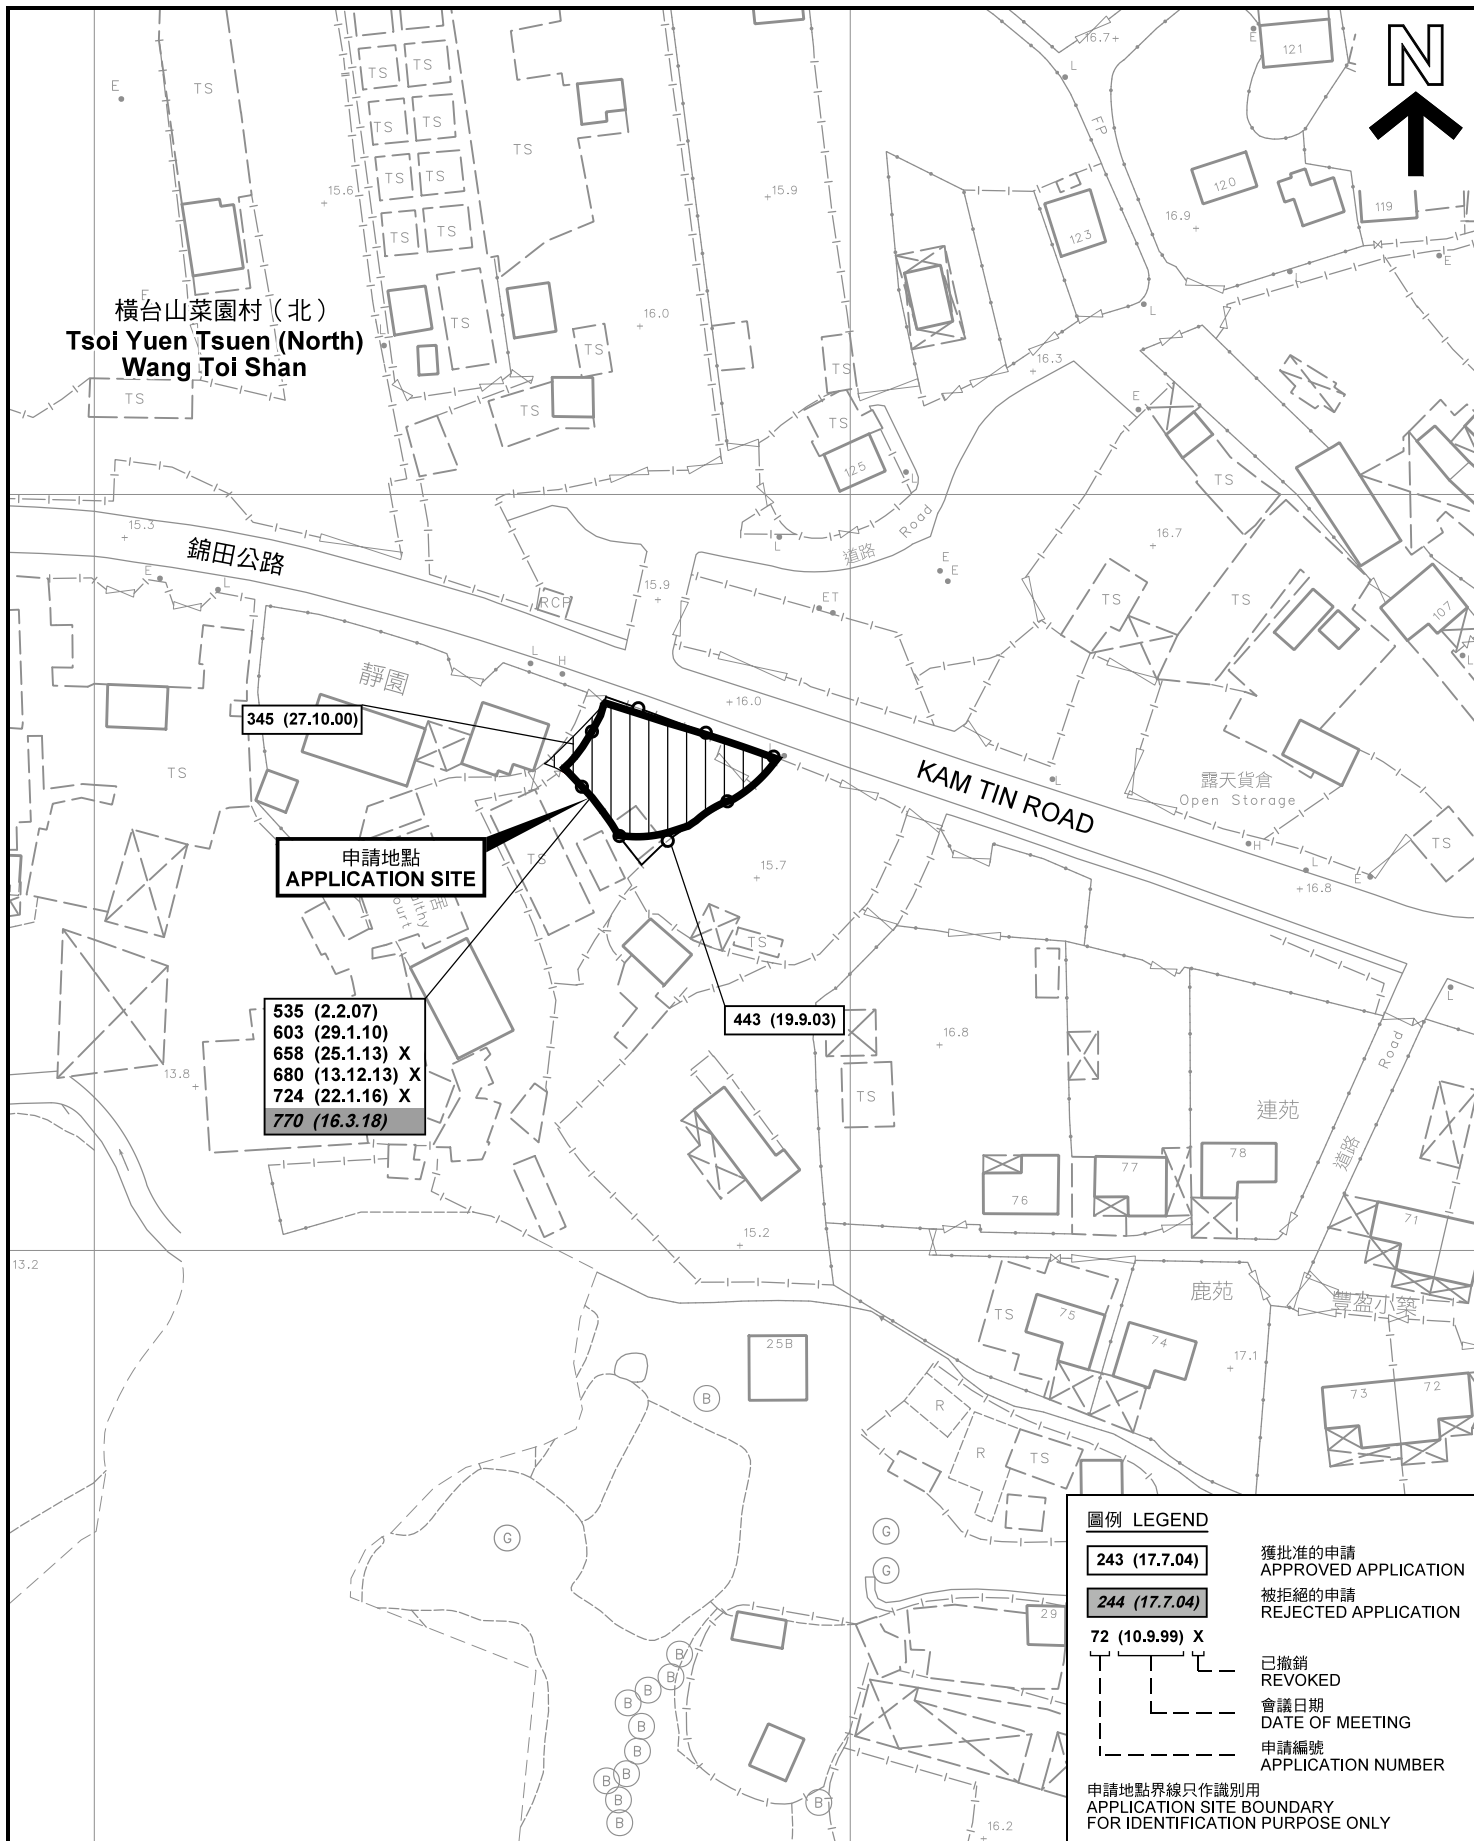 N
E
TS
TS
TS
TS
TS
TS
TS
TS
TS
TS
16.7
L
E
121
FP
15.6
15.9
120
119
16.9
123
E
L
L
E
橫台山菜園村（北）
Tsoi Yuen Tsuen (North)
Wang Toi Shan
L
TS
16.0
TS
16.3
TS
TS
TS
E
TS
125
L
TS
15.3
錦田公路
L
道路 Road
16.7
E
L
15.9
E
E
ET
RCP
TS
TS
107
L
H
靜園
16.0
345 (27.10.00)
TS
KAM TIN ROAD
L
露天貨倉
Open Storage
申請地點
APPLICATION SITE
TS
15.7
H
L
E
TS
16.8
TS
535 (2.2.07)
603 (29.1.10)
658 (25.1.13) X
680 (13.12.13) X
724 (22.1.16) X
770 (16.3.18)
443 (19.9.03)
L
16.8
道路 Road
13.8
TS
連苑
76
77
78
71
15.2
13.2
鹿苑
豐盈小築
TS
75
74
17.1
25B
73
72
B
R
R
TS
G
G
G
29
B
B
B
B
B
B
B
B
B
B
B
16.2
圖例 LEGEND
243 (17.7.04)
獲批准的申請
APPROVED APPLICATION
244 (17.7.04)
被拒絕的申請
REJECTED APPLICATION
72 (10.9.99) X
已撤銷
REVOKED
會議日期
DATE OF MEETING
申請編號
APPLICATION NUMBER
申請地點界線只作識別用
APPLICATION SITE BOUNDARY
FOR IDENTIFICATION PURPOSE ONLY